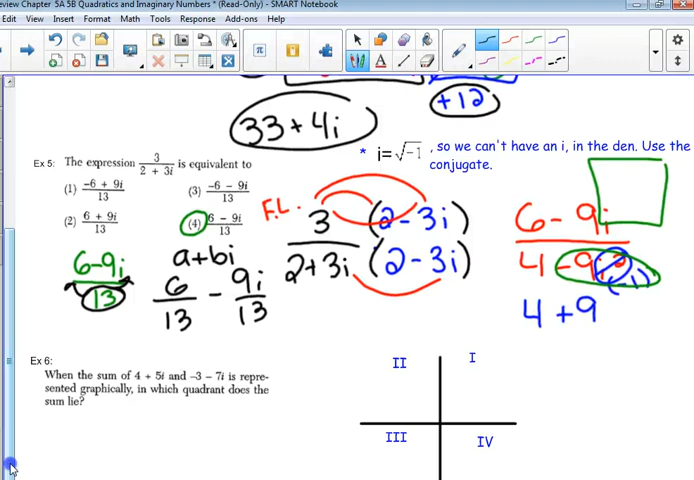 eview Chapter 5A 5B Quadratics and Imaginary Numbers * (Read-Only) - SMART Notebook
Edit View Insert Format Math Tools Response Add-ons Help
+12
33 + 4i
* i = √-1 , so we can't have an i, in the den. Use the
conjugate.
Ex 5: The expression 3/(2 + 3i) is equivalent to
(1) (-6 + 9i)/13 (3) (-6 - 9i)/13
(2) (6 + 9i)/13 (4) (6 - 9i)/13
F.L.
3 (2 - 3i)
2 + 3i (2 - 3i)
6 - 9i
4 - 9i² (-1)
4 + 9
6 - 9i
13
a + bi
6/13 - 9i/13
Ex 6:
When the sum of 4 + 5i and -3 - 7i is repre-
sented graphically, in which quadrant does the
sum lie?
II I
III IV